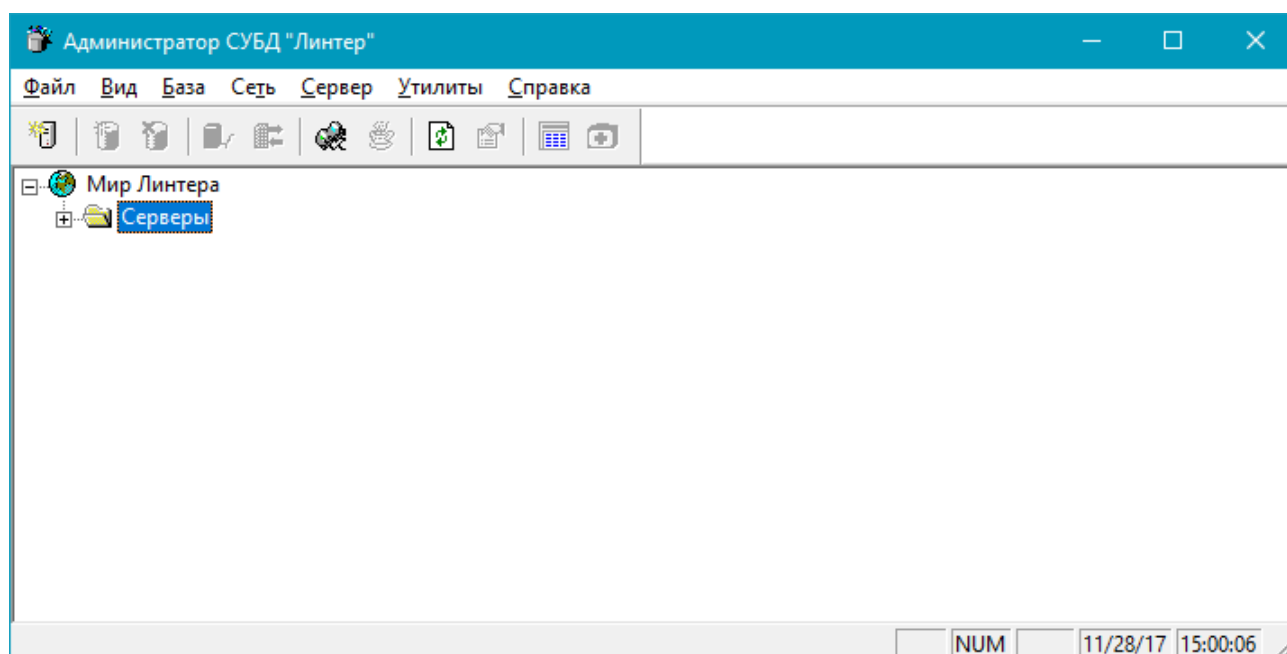 Администратор СУБД "Линтер"
Файл Вид База Сеть Сервер Утилиты Справка
Мир Линтера
Серверы
NUM 11/28/17 15:00:06